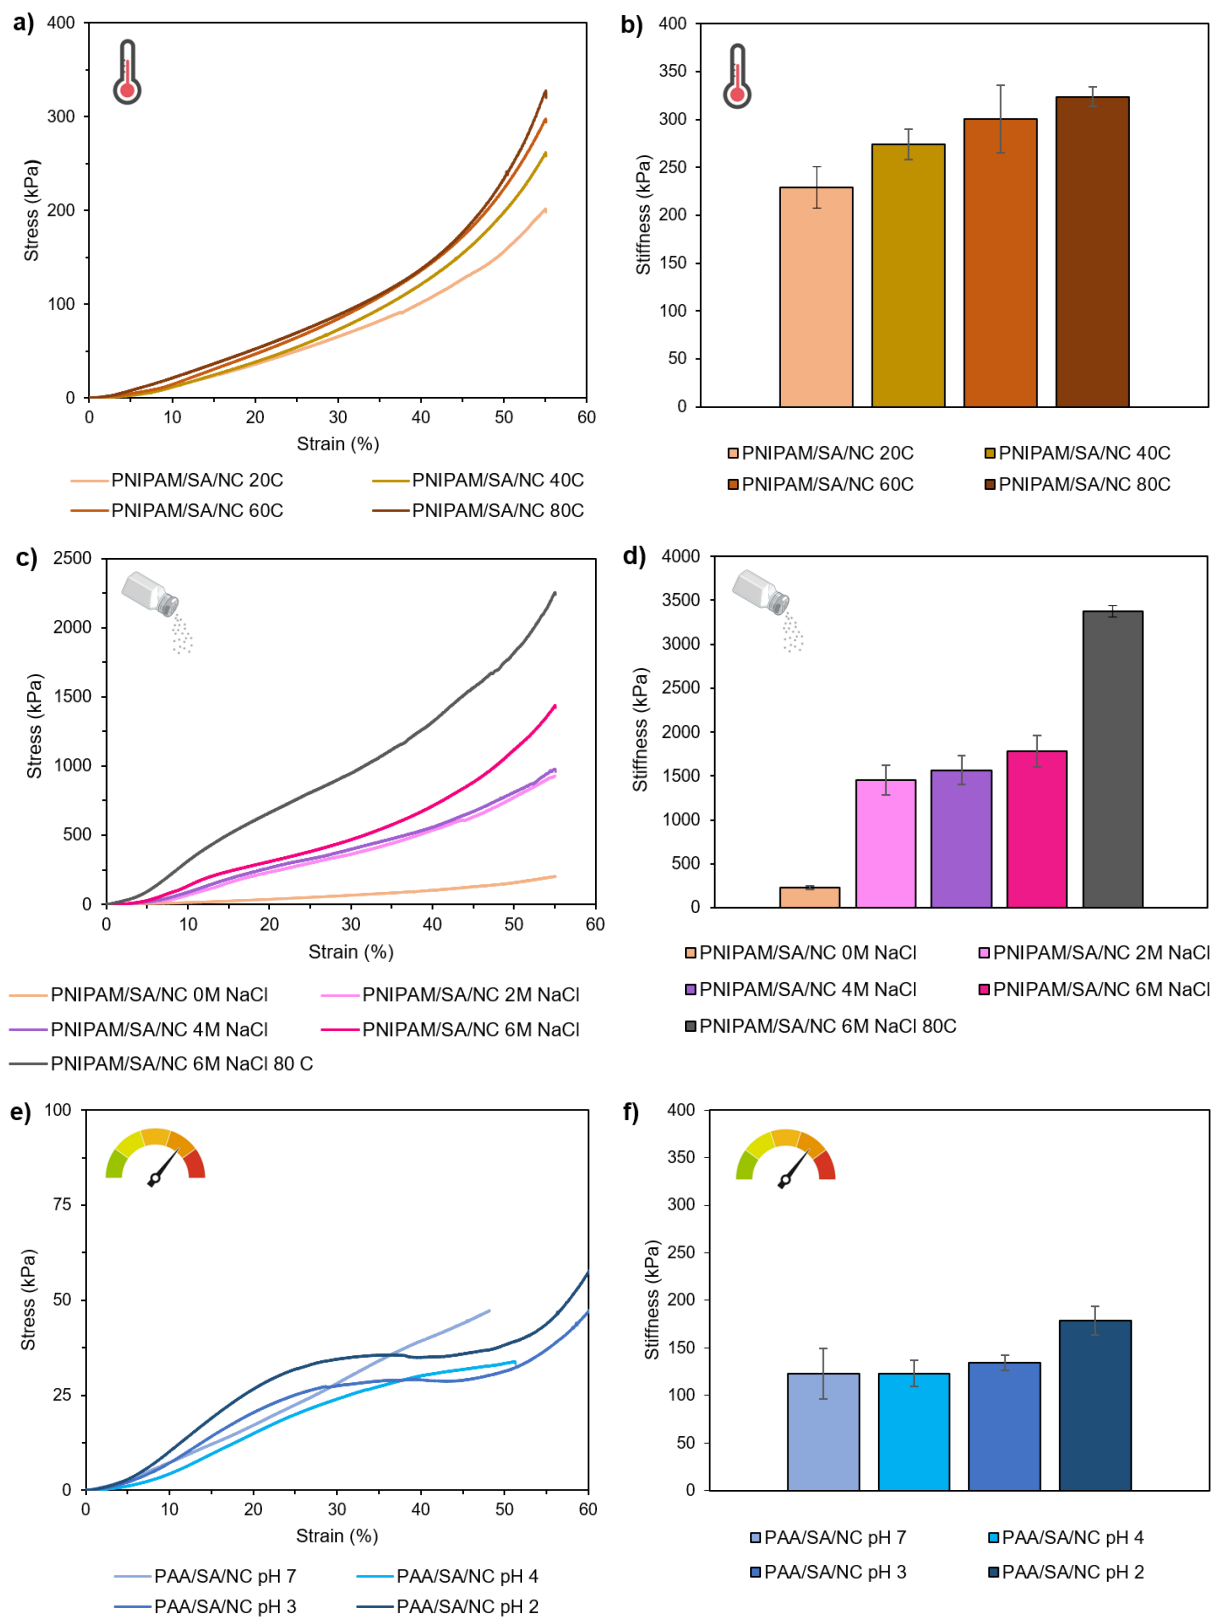 a)
400
300
200
100
0
Stress (kPa)
0 10 20 30 40 50 60
Strain (%)
PNIPAM/SA/NC 20C
PNIPAM/SA/NC 40C
PNIPAM/SA/NC 60C
PNIPAM/SA/NC 80C
b)
400
350
300
250
200
150
100
50
0
Stiffness (kPa)
PNIPAM/SA/NC 20C
PNIPAM/SA/NC 40C
PNIPAM/SA/NC 60C
PNIPAM/SA/NC 80C
c)
2500
2000
1500
1000
500
0
Stress (kPa)
0 10 20 30 40 50 60
Strain (%)
PNIPAM/SA/NC 0M NaCl
PNIPAM/SA/NC 2M NaCl
PNIPAM/SA/NC 4M NaCl
PNIPAM/SA/NC 6M NaCl
PNIPAM/SA/NC 6M NaCl 80 C
d)
4000
3500
3000
2500
2000
1500
1000
500
0
Stiffness (kPa)
PNIPAM/SA/NC 0M NaCl
PNIPAM/SA/NC 2M NaCl
PNIPAM/SA/NC 4M NaCl
PNIPAM/SA/NC 6M NaCl
PNIPAM/SA/NC 6M NaCl 80C
e)
100
75
50
25
0
Stress (kPa)
0 10 20 30 40 50 60
Strain (%)
PAA/SA/NC pH 7
PAA/SA/NC pH 4
PAA/SA/NC pH 3
PAA/SA/NC pH 2
f)
400
350
300
250
200
150
100
50
0
Stiffness (kPa)
PAA/SA/NC pH 7
PAA/SA/NC pH 4
PAA/SA/NC pH 3
PAA/SA/NC pH 2